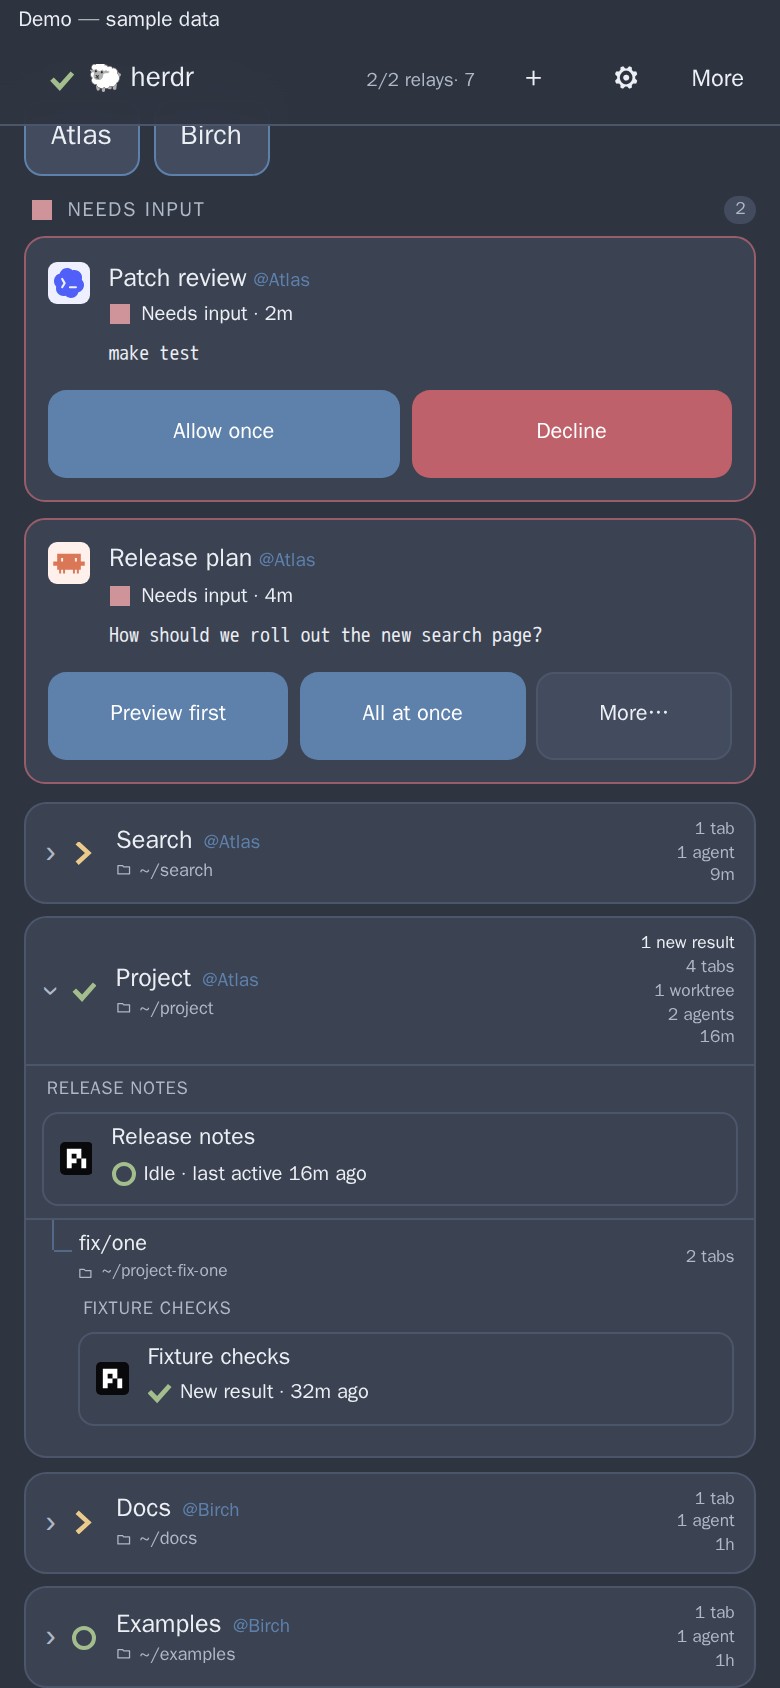 Demo — sample data
herdr
2/2 relays· 7
+
More
Atlas
Birch
NEEDS INPUT
2
Patch review @Atlas
Needs input · 2m
make test
Allow once
Decline
Release plan @Atlas
Needs input · 4m
How should we roll out the new search page?
Preview first
All at once
More···
Search @Atlas
~/search
1 tab
1 agent
9m
Project @Atlas
~/project
1 new result
4 tabs
1 worktree
2 agents
16m
RELEASE NOTES
Release notes
Idle · last active 16m ago
fix/one
~/project-fix-one
2 tabs
FIXTURE CHECKS
Fixture checks
New result · 32m ago
Docs @Birch
~/docs
1 tab
1 agent
1h
Examples @Birch
~/examples
1 tab
1 agent
1h